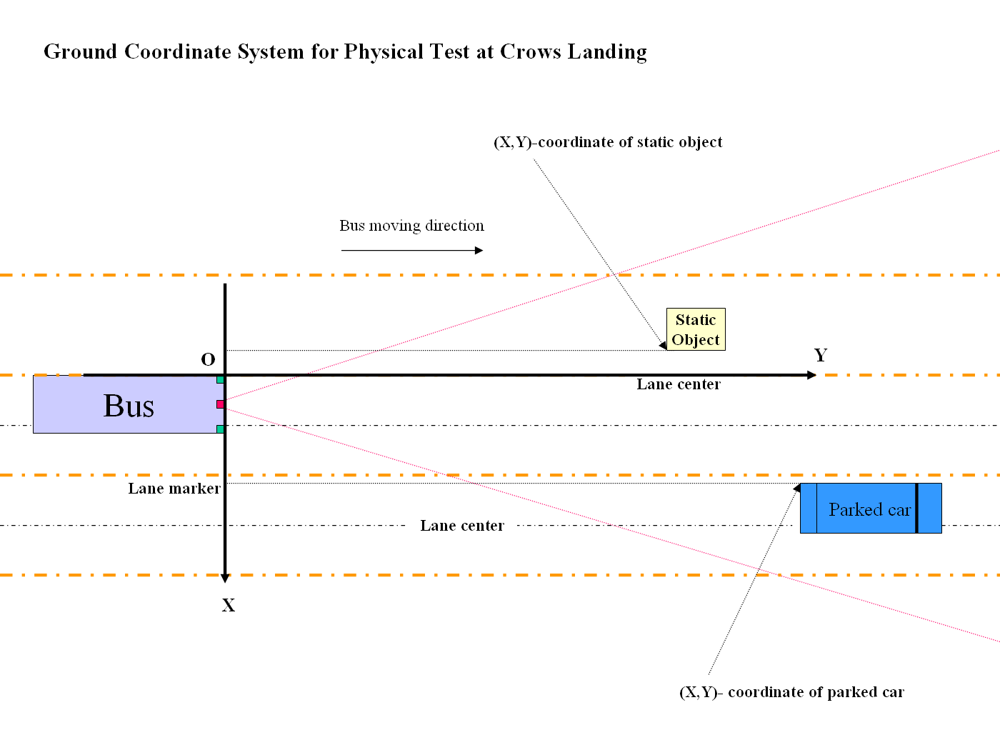 Ground Coordinate System for Physical Test at Crows Landing
(X,Y)-coordinate of static object
Bus moving direction
Static
Object
O
Y
Lane center
Bus
Lane marker
Parked car
Lane center
X
(X,Y)- coordinate of parked car